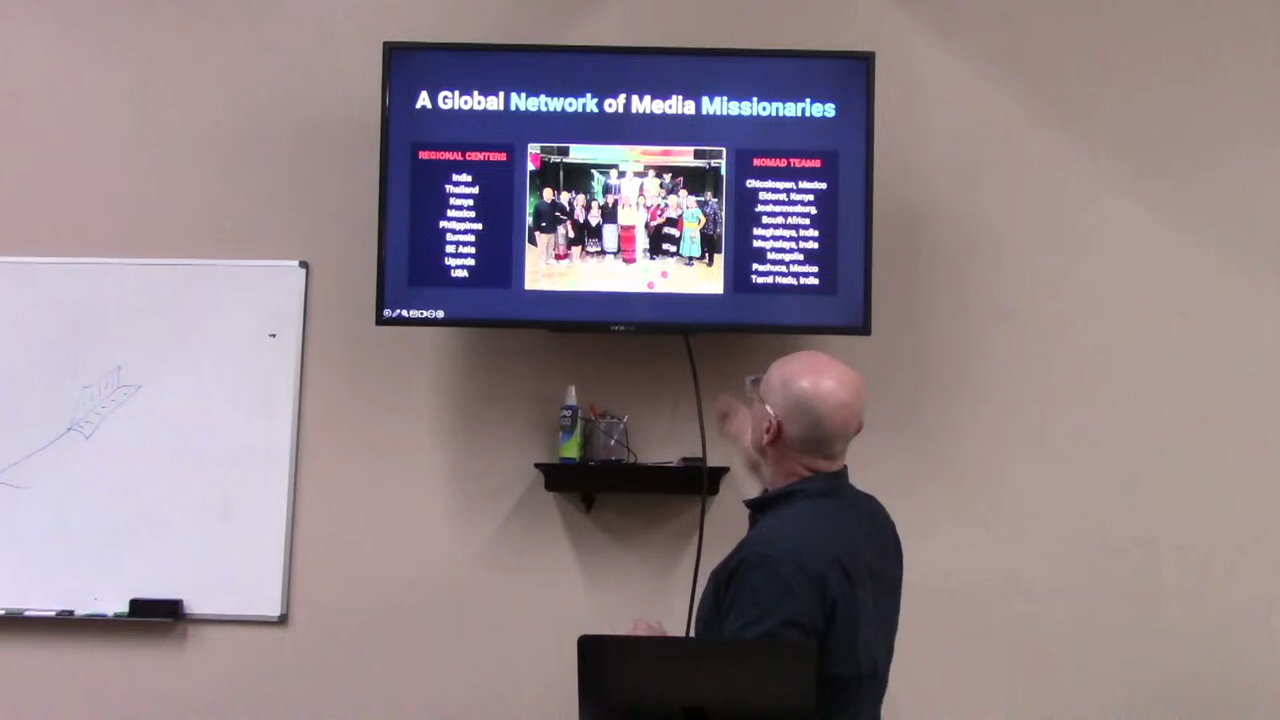 A Global Network of Media Missionaries
REGIONAL CENTERS
India
Thailand
Kenya
Mexico
Philippines
Eurasia
SE Asia
Uganda
USA
NOMAD TEAMS
Chicoloapan, Mexico
Eldoret, Kenya
Joahannesburg,
South Africa
Meghalaya, India
Meghalaya, India
Mongolia
Pachuca, Mexico
Tamil Nadu, India